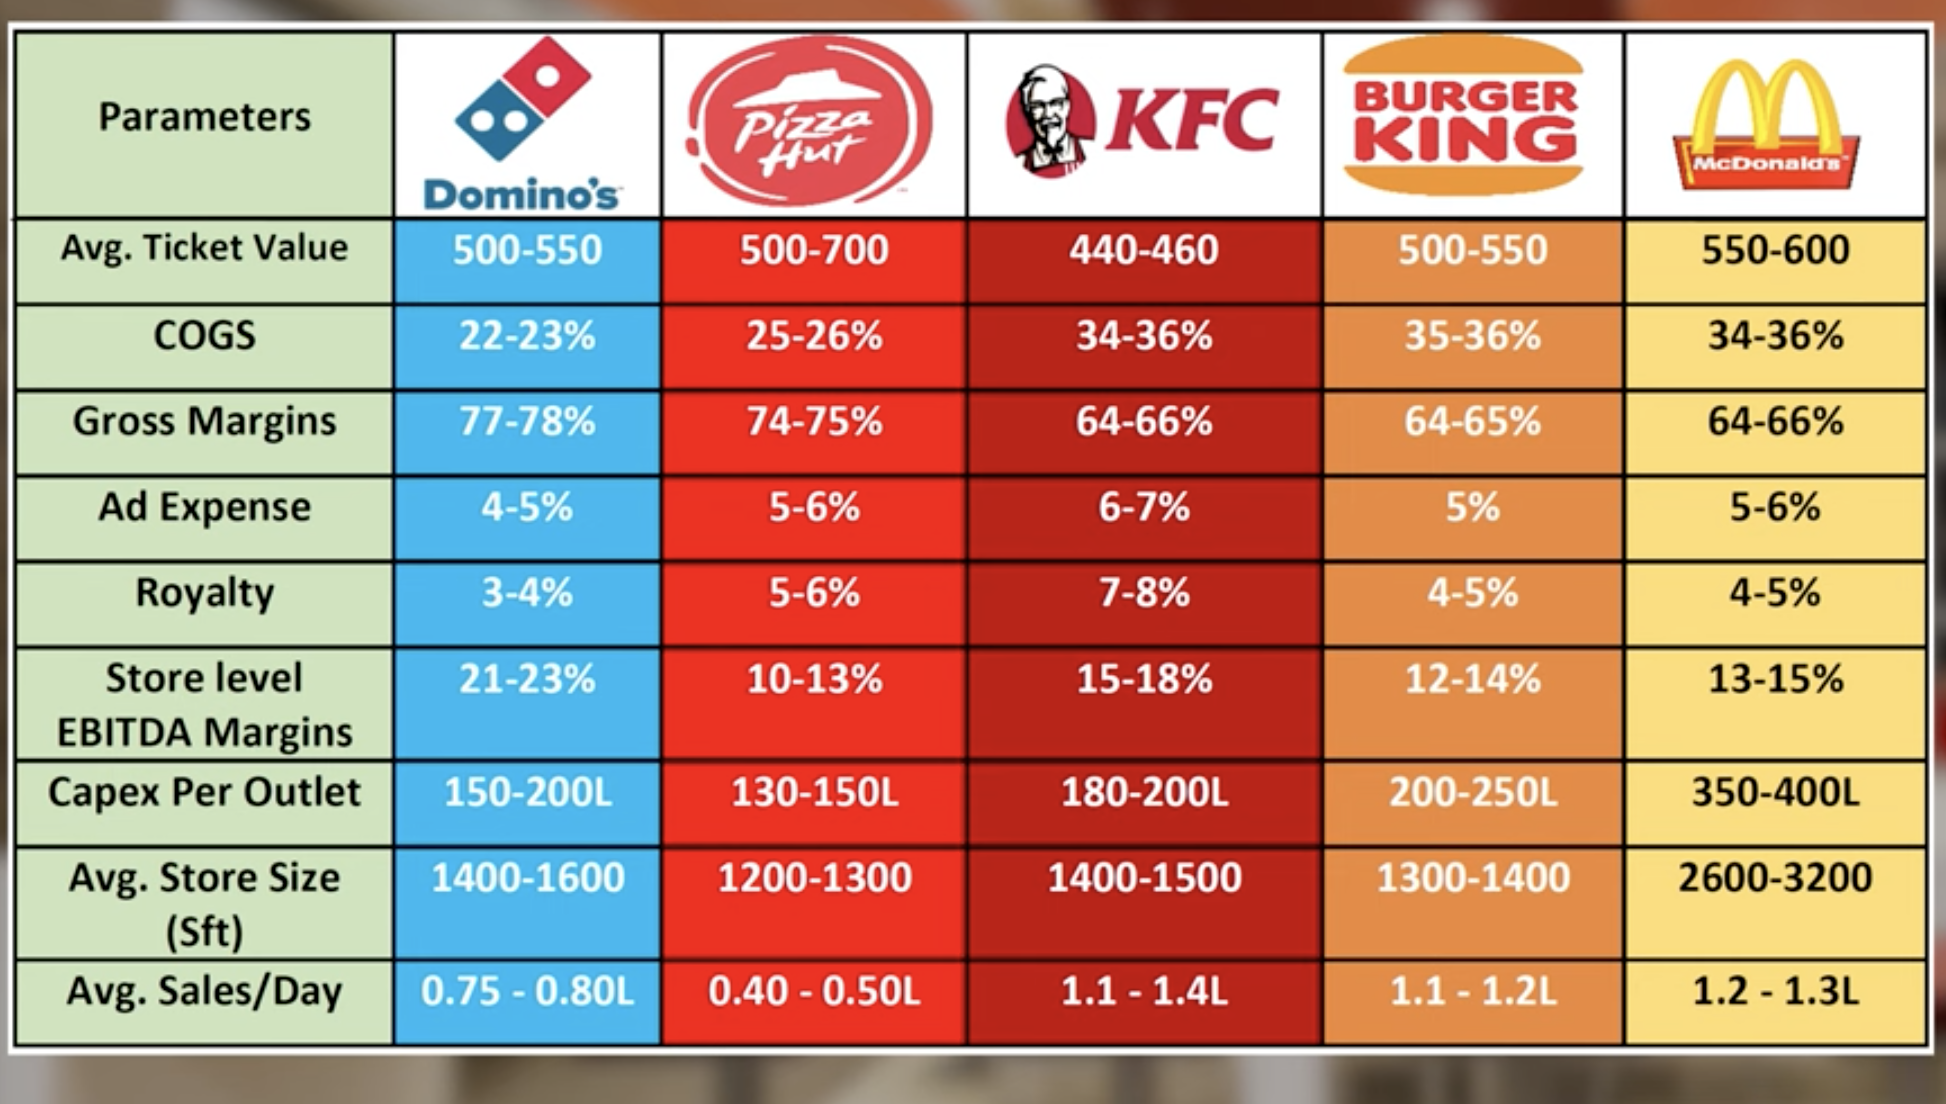 Parameters
Domino's
Pizza
Hut
KFC
BURGER
KING
McDonald's
Avg. Ticket Value 500-550 500-700 440-460 500-550 550-600
COGS 22-23% 25-26% 34-36% 35-36% 34-36%
Gross Margins 77-78% 74-75% 64-66% 64-65% 64-66%
Ad Expense 4-5% 5-6% 6-7% 5% 5-6%
Royalty 3-4% 5-6% 7-8% 4-5% 4-5%
Store level 21-23% 10-13% 15-18% 12-14% 13-15%
EBITDA Margins
Capex Per Outlet 150-200L 130-150L 180-200L 200-250L 350-400L
Avg. Store Size 1400-1600 1200-1300 1400-1500 1300-1400 2600-3200
(Sft)
Avg. Sales/Day 0.75 - 0.80L 0.40 - 0.50L 1.1 - 1.4L 1.1 - 1.2L 1.2 - 1.3L